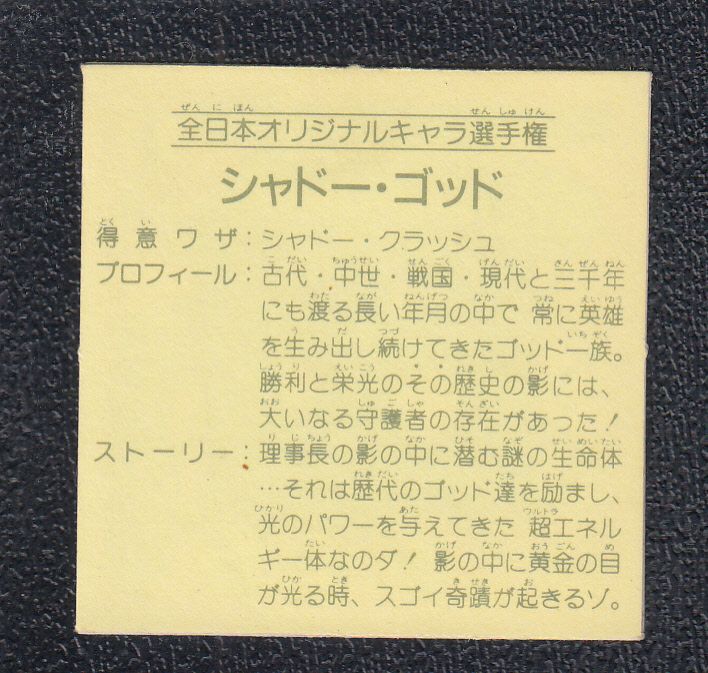 全日本オリジナルキャラ選手権
シャドー・ゴッド
得意ワザ：シャドー・クラッシュ
プロフィール：古代・中世・戦国・現代と三千年
にも渡る長い年月の中で 常に英雄
を生み出し続けてきたゴッド一族。
勝利と栄光のその歴史の影には、
大いなる守護者の存在があった！
ストーリー：理事長の影の中に潜む謎の生命体
…それは歴代のゴッド達を励まし、
光のパワーを与えてきた 超エネル
ギー体なのダ！ 影の中に黄金の目
が光る時、スゴイ奇蹟が起きるゾ。